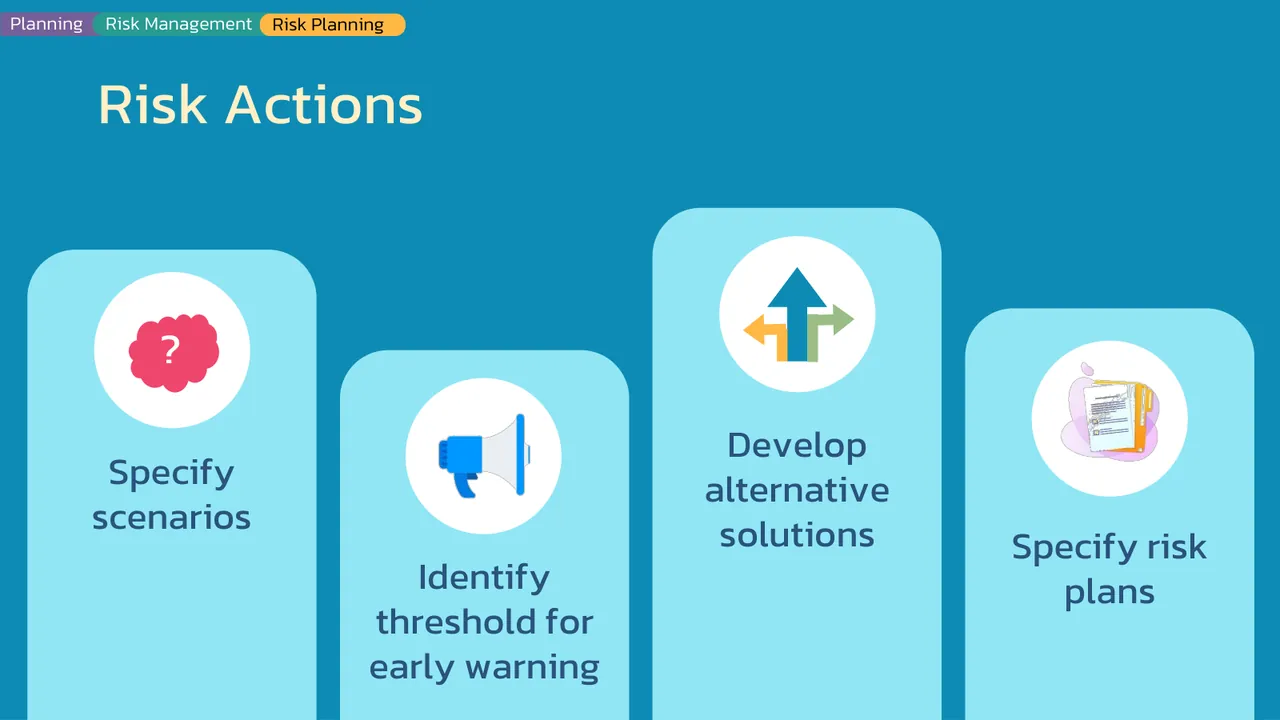 Planning Risk Management Risk Planning
Risk Actions
?
Specify
scenarios
Identify
threshold for
early warning
Develop
alternative
solutions
Specify risk
plans